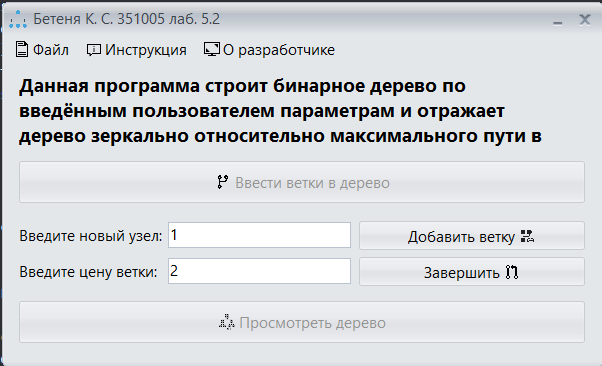 Бетеня К. С. 351005 лаб. 5.2
Файл Инструкция О разработчике
Данная программа строит бинарное дерево по
введённым пользователем параметрам и отражает
дерево зеркально относительно максимального пути в
Ввести ветки в дерево
Введите новый узел: 1 Добавить ветку
Введите цену ветки: 2 Завершить
Просмотреть дерево